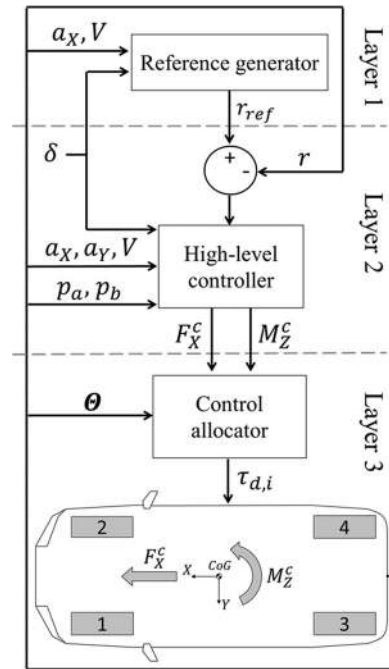 a_X, V
Reference generator
Layer 1
r_ref
δ
+
-
r
a_X, a_Y, V
High-level
controller
Layer 2
p_a, p_b
F_X^c
M_Z^c
Θ
Control
allocator
Layer 3
τ_{d,i}
2
4
F_X^c
X
CoG
Y
M_Z^c
1
3